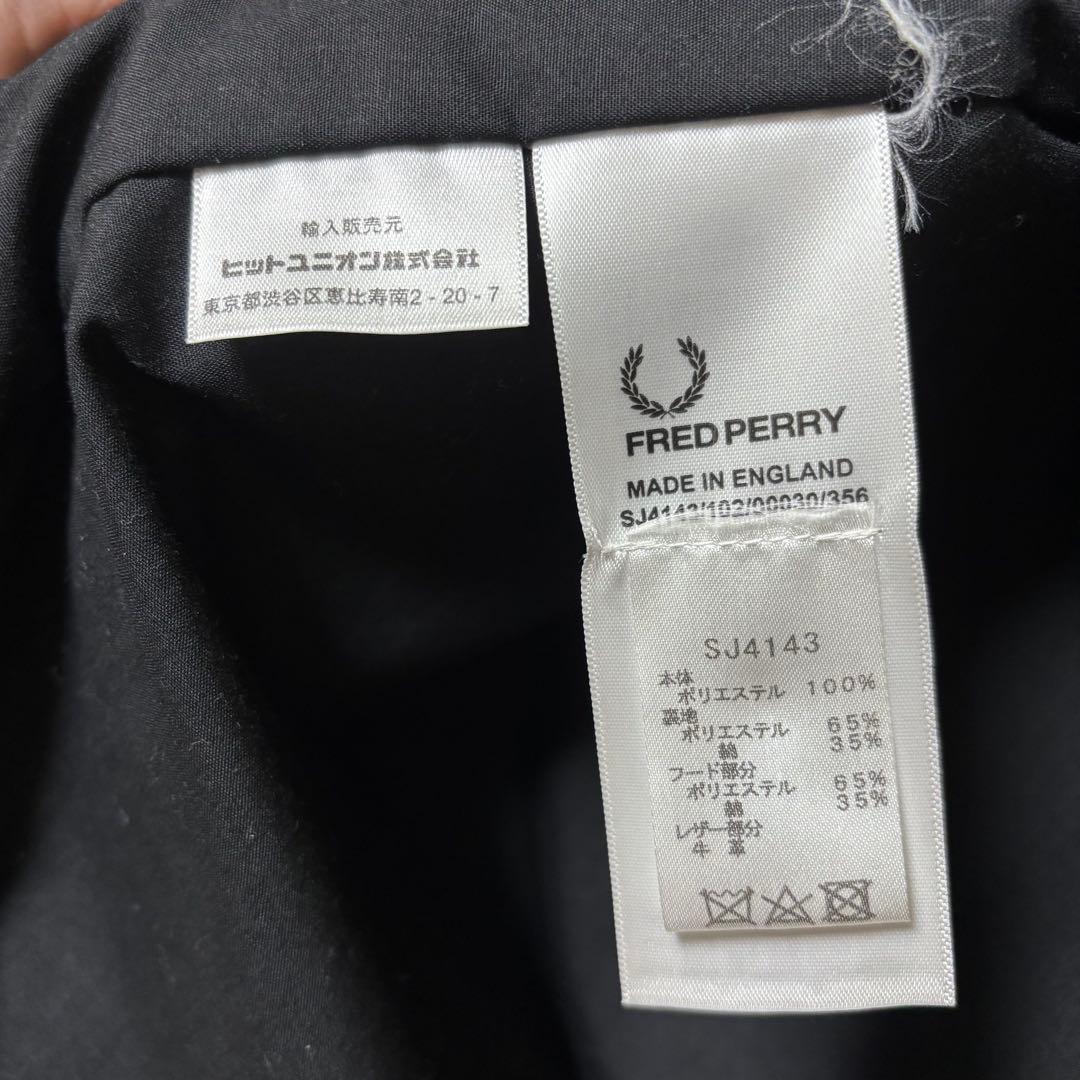 輸入販売元
ヒットユニオン株式会社
東京都渋谷区恵比寿南2-20-7
FRED PERRY
MADE IN ENGLAND
SJ4143/102/00030/356
SJ4143
本体
ポリエステル 100%
裏地
ポリエステル 65%
綿 35%
フード部分
ポリエステル 65%
綿 35%
レザー部分
牛革